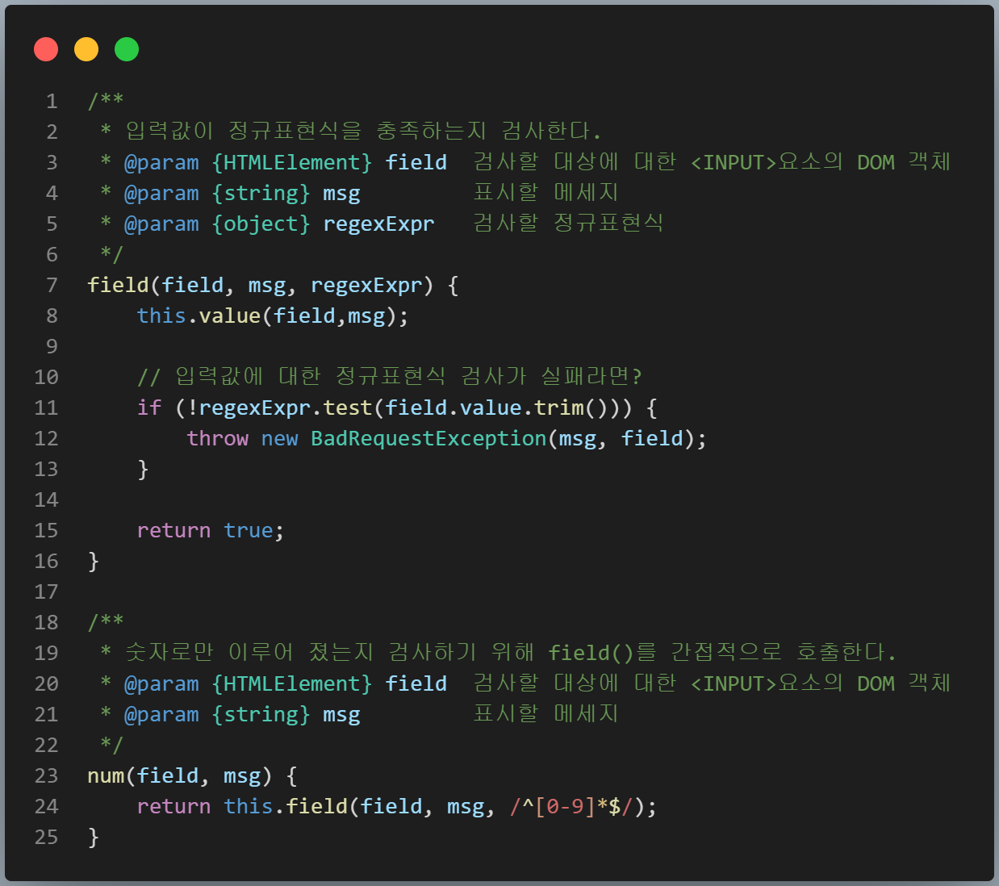 1 /**
2  * 입력값이 정규표현식을 충족하는지 검사한다.
3  * @param {HTMLElement} field  검사할 대상에 대한 <INPUT>요소의 DOM 객체
4  * @param {string} msg         표시할 메세지
5  * @param {object} regexExpr   검사할 정규표현식
6  */
7 field(field, msg, regexExpr) {
8     this.value(field,msg);
9
10     // 입력값에 대한 정규표현식 검사가 실패라면?
11     if (!regexExpr.test(field.value.trim())) {
12         throw new BadRequestException(msg, field);
13     }
14
15     return true;
16 }
17
18 /**
19  * 숫자로만 이루어 졌는지 검사하기 위해 field()를 간접적으로 호출한다.
20  * @param {HTMLElement} field  검사할 대상에 대한 <INPUT>요소의 DOM 객체
21  * @param {string} msg         표시할 메세지
22  */
23 num(field, msg) {
24     return this.field(field, msg, /^[0-9]*$/);
25 }